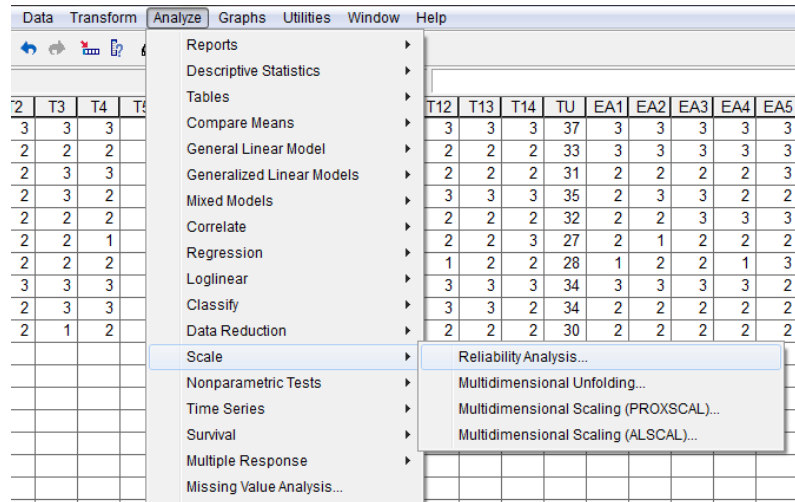 Data Transform Analyze Graphs Utilities Window Help
Reports
Descriptive Statistics
Tables
Compare Means
General Linear Model
Generalized Linear Models
Mixed Models
Correlate
Regression
Loglinear
Classify
Data Reduction
Scale
Nonparametric Tests
Time Series
Survival
Multiple Response
Missing Value Analysis...
Reliability Analysis...
Multidimensional Unfolding...
Multidimensional Scaling (PROXSCAL)...
Multidimensional Scaling (ALSCAL)...
T3 T4 T12 T13 T14 TU EA1 EA2 EA3 EA4 EA5
3 3 3 3 3 3 37 3 3 3 3 3
2 2 2 2 2 2 33 3 3 3 3 3
2 3 3 2 2 2 31 2 2 2 2 3
2 3 2 3 3 3 35 2 3 3 2 2
2 2 2 2 2 2 32 2 2 3 3 3
2 2 1 2 2 3 27 2 1 2 2 2
2 2 2 1 2 2 28 1 2 2 1 3
3 3 3 3 3 3 34 3 3 3 3 2
2 3 3 3 3 2 34 2 2 2 2 2
2 1 2 2 2 2 30 2 2 2 2 2